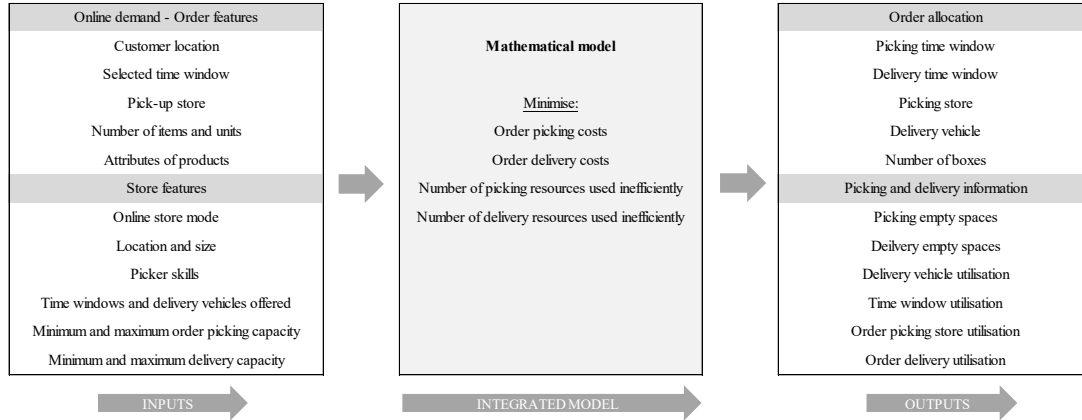 Online demand - Order features
Customer location
Selected time window
Pick-up store
Number of items and units
Attributes of products
Store features
Online store mode
Location and size
Picker skills
Time windows and delivery vehicles offered
Minimum and maximum order picking capacity
Minimum and maximum delivery capacity
INPUTS
Mathematical model
Minimise:
Order picking costs
Order delivery costs
Number of picking resources used inefficiently
Number of delivery resources used inefficiently
INTEGRATED MODEL
Order allocation
Picking time window
Delivery time window
Picking store
Delivery vehicle
Number of boxes
Picking and delivery information
Picking empty spaces
Deilvery empty spaces
Delivery vehicle utilisation
Time window utilisation
Order picking store utilisation
Order delivery utilisation
OUTPUTS